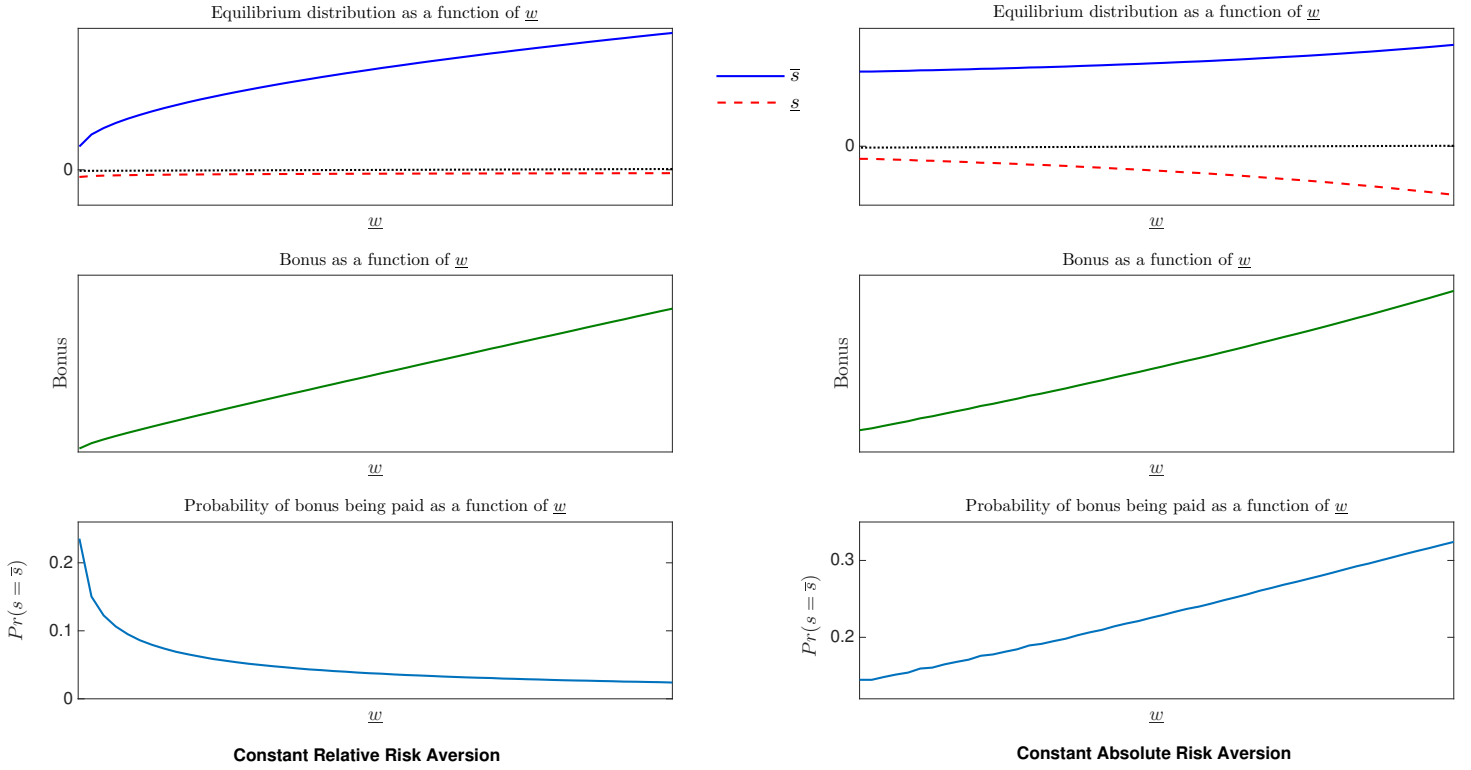 Equilibrium distribution as a function of w
0
w
s
s
Equilibrium distribution as a function of w
0
w
Bonus as a function of w
Bonus
w
Bonus as a function of w
Bonus
w
Probability of bonus being paid as a function of w
Pr(s = s̅)
0.2
0.1
0
w
Probability of bonus being paid as a function of w
Pr(s = s̅)
0.3
0.2
w
Constant Relative Risk Aversion
Constant Absolute Risk Aversion